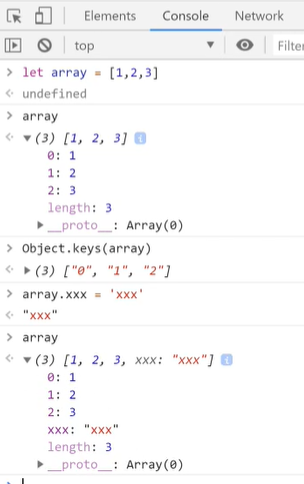 Elements Console Network
top Filte
> let array = [1,2,3]
undefined
> array
(3) [1, 2, 3] i
0: 1
1: 2
2: 3
length: 3
__proto__: Array(0)
> Object.keys(array)
(3) ["0", "1", "2"]
> array.xxx = 'xxx'
"xxx"
> array
(3) [1, 2, 3, xxx: "xxx"] i
0: 1
1: 2
2: 3
xxx: "xxx"
length: 3
__proto__: Array(0)
>